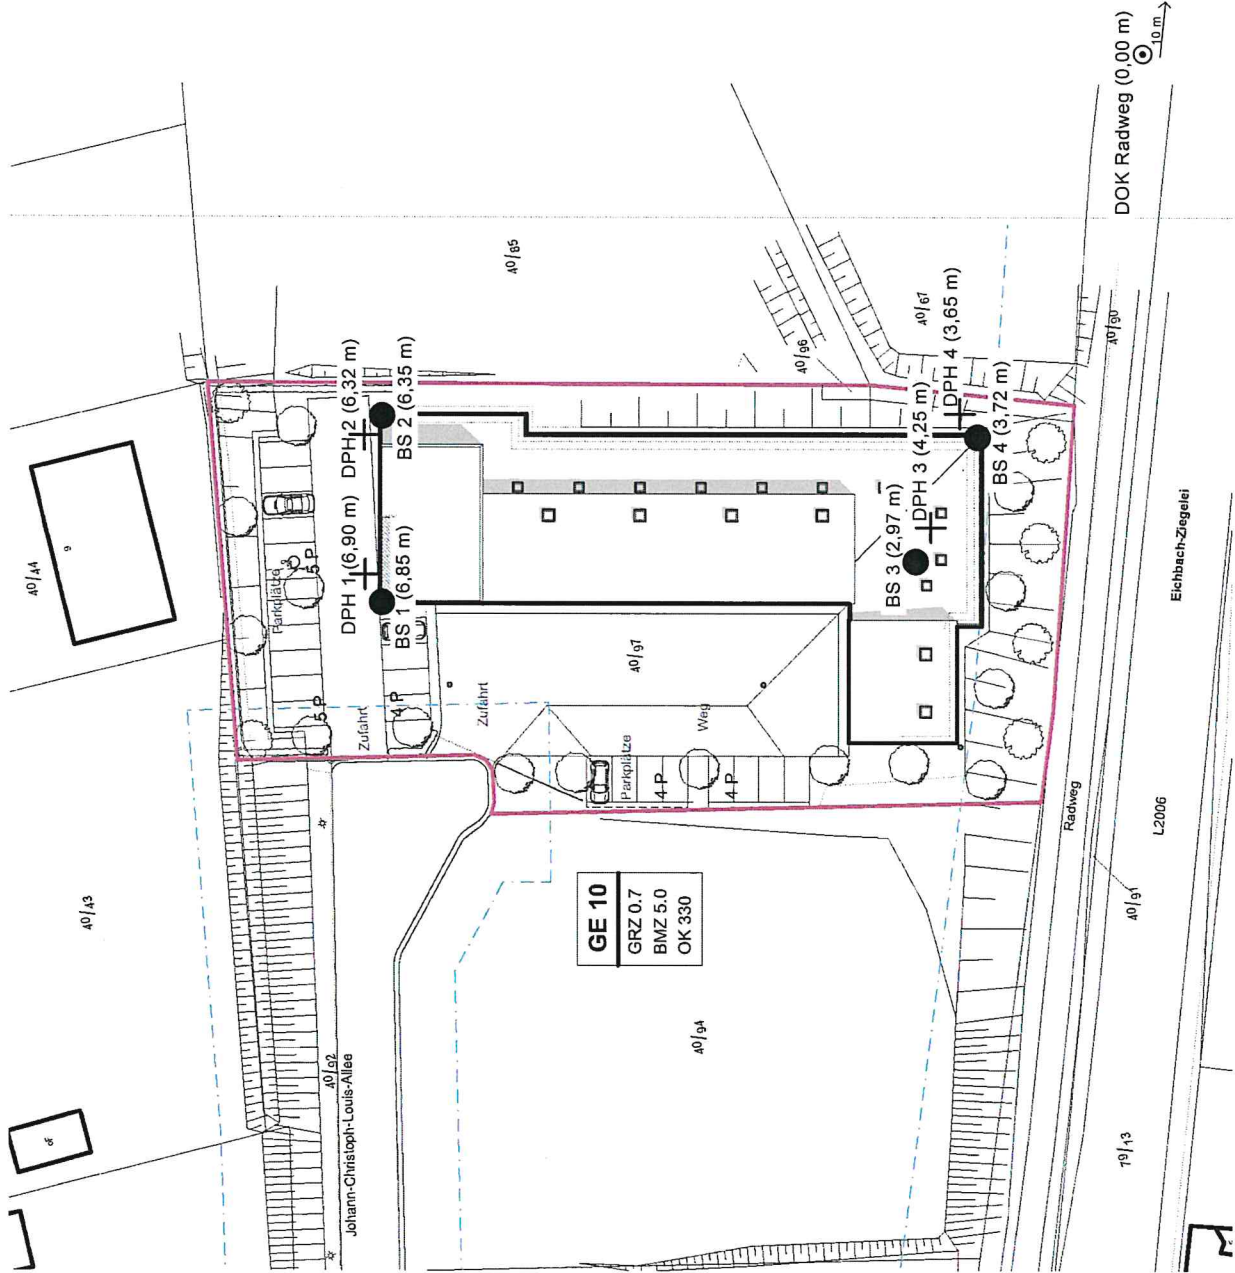 DOK Radweg (0,00 m)
10 m
40/85
40/67
40/96
40/90
DPH 2 (6,32 m)
BS 2 (6,35 m)
DPH 4 (3,65 m)
BS 4 (3,72 m)
DPH 3 (4,25 m)
BS 3 (2,97 m)
DPH 1 (6,90 m)
BS 1 (6,85 m)
40/44
9
Parkplätze
5 P
5 P
4 P
Zufahrt
Zufahrt
40/97
Weg
Parkplätze
4 P
4 P
Eichbach-Ziegelei
Radweg
L2006
40/91
40/43
GE 10
GRZ 0.7
BMZ 5.0
OK 330
40/94
40/92
Johann-Christoph-Louis-Allee
79/13